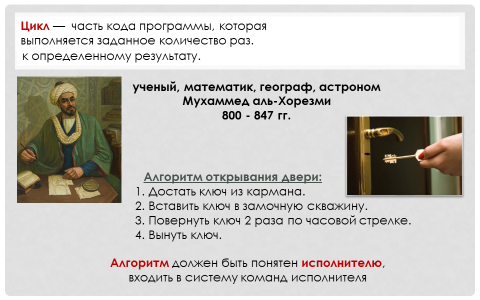 Цикл — часть кода программы, которая
выполняется заданное количество раз.
к определенному результату.
ученый, математик, географ, астроном
Мухаммед аль-Хорезми
800 - 847 гг.
Алгоритм открывания двери:
1. Достать ключ из кармана.
2. Вставить ключ в замочную скважину.
3. Повернуть ключ 2 раза по часовой стрелке.
4. Вынуть ключ.
Алгоритм должен быть понятен исполнителю,
входить в систему команд исполнителя